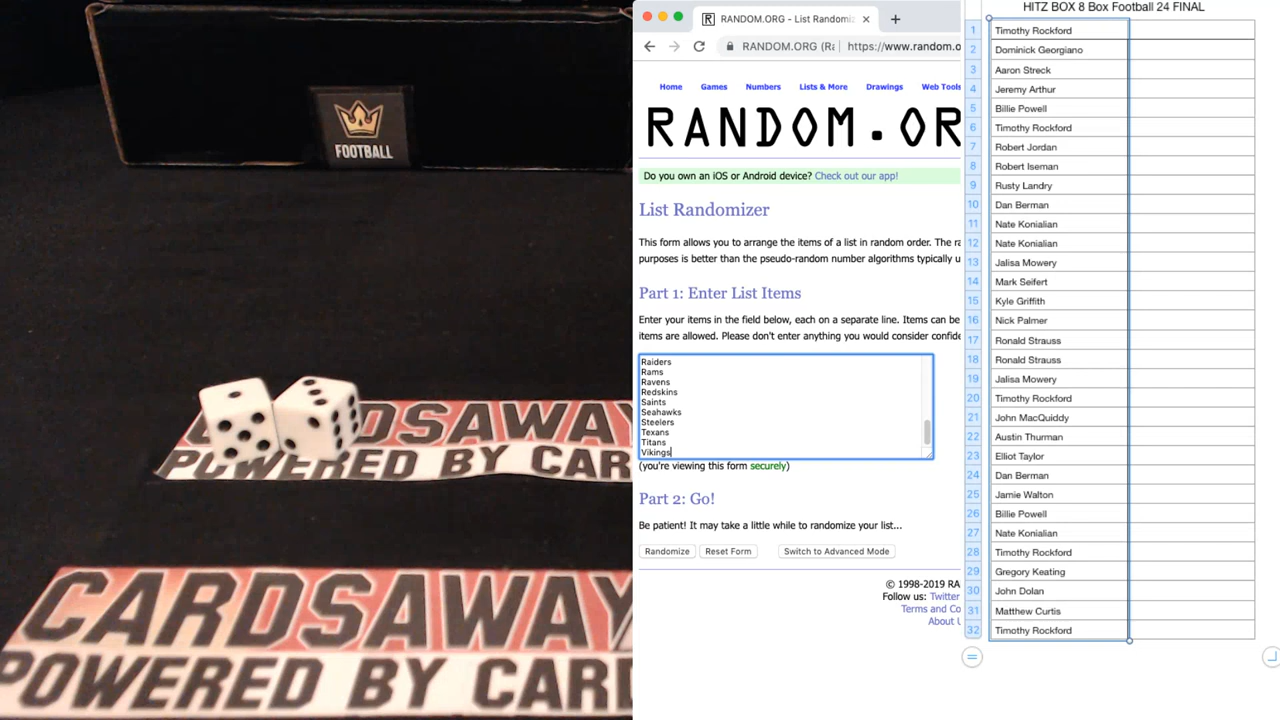 FOOTBALL
CARDSAWAY
POWERED BY CAR
CARDSAWAY
POWERED BY CARD
RANDOM.ORG - List Randomiz
RANDOM.ORG (Ra
https://www.random.o
Home Games Numbers Lists & More Drawings Web Tools
RANDOM.OR
Do you own an iOS or Android device? Check out our app!
List Randomizer
This form allows you to arrange the items of a list in random order. The ra
purposes is better than the pseudo-random number algorithms typically u
Part 1: Enter List Items
Enter your items in the field below, each on a separate line. Items can be
items are allowed. Please don't enter anything you would consider confide
Raiders
Rams
Ravens
Redskins
Saints
Seahawks
Steelers
Texans
Titans
Vikings
(you're viewing this form securely)
Part 2: Go!
Be patient! It may take a little while to randomize your list...
Randomize Reset Form Switch to Advanced Mode
© 1998-2019 RA
Follow us: Twitter
Terms and Co
About U
HITZ BOX 8 Box Football 24 FINAL
1 Timothy Rockford
2 Dominick Georgiano
3 Aaron Streck
4 Jeremy Arthur
5 Billie Powell
6 Timothy Rockford
7 Robert Jordan
8 Robert Iseman
9 Rusty Landry
10 Dan Berman
11 Nate Konialian
12 Nate Konialian
13 Jalisa Mowery
14 Mark Seifert
15 Kyle Griffith
16 Nick Palmer
17 Ronald Strauss
18 Ronald Strauss
19 Jalisa Mowery
20 Timothy Rockford
21 John MacQuiddy
22 Austin Thurman
23 Elliot Taylor
24 Dan Berman
25 Jamie Walton
26 Billie Powell
27 Nate Konialian
28 Timothy Rockford
29 Gregory Keating
30 John Dolan
31 Matthew Curtis
32 Timothy Rockford